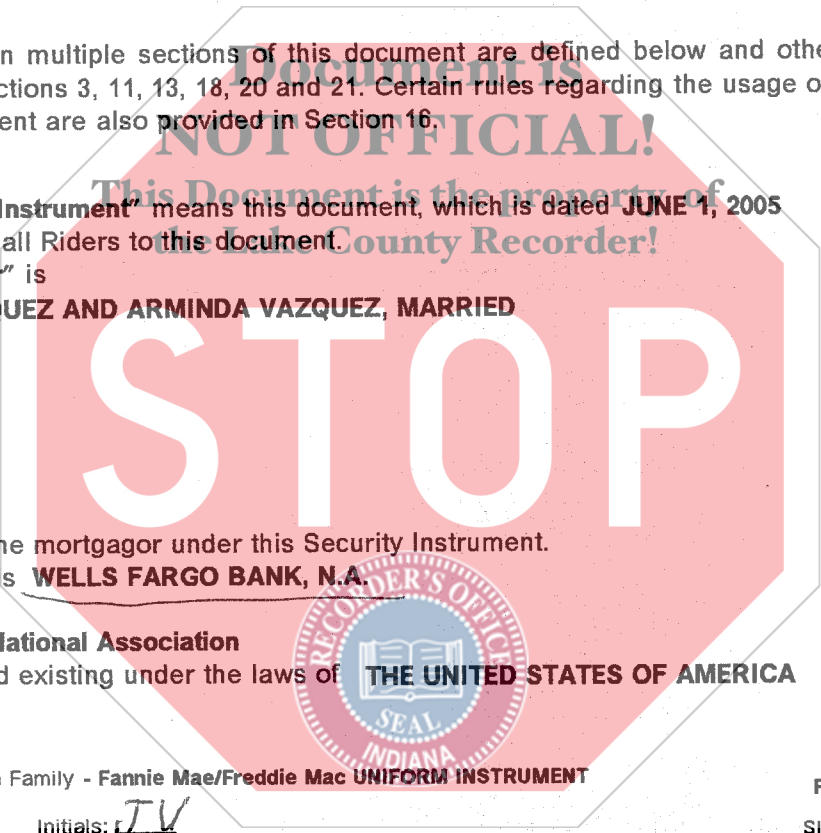 n multiple sections of this document are defined below and othe
Document is
ctions 3, 11, 13, 18, 20 and 21. Certain rules regarding the usage o
ent are also provided in Section 16.
NOT OFFICIAL!
This Document is the property of
Instrument" means this document, which is dated JUNE 1, 2005
all Riders to this document.
the Lake County Recorder!
" is
QUEZ AND ARMINDA VAZQUEZ, MARRIED
STOP
he mortgagor under this Security Instrument.
s WELLS FARGO BANK, N.A.
RECORDER'S OFFICE
National Association
d existing under the laws of THE UNITED STATES OF AMERICA
SEAL
INDIANA
Family - Fannie Mae/Freddie Mac UNIFORM INSTRUMENT
Initials: JV